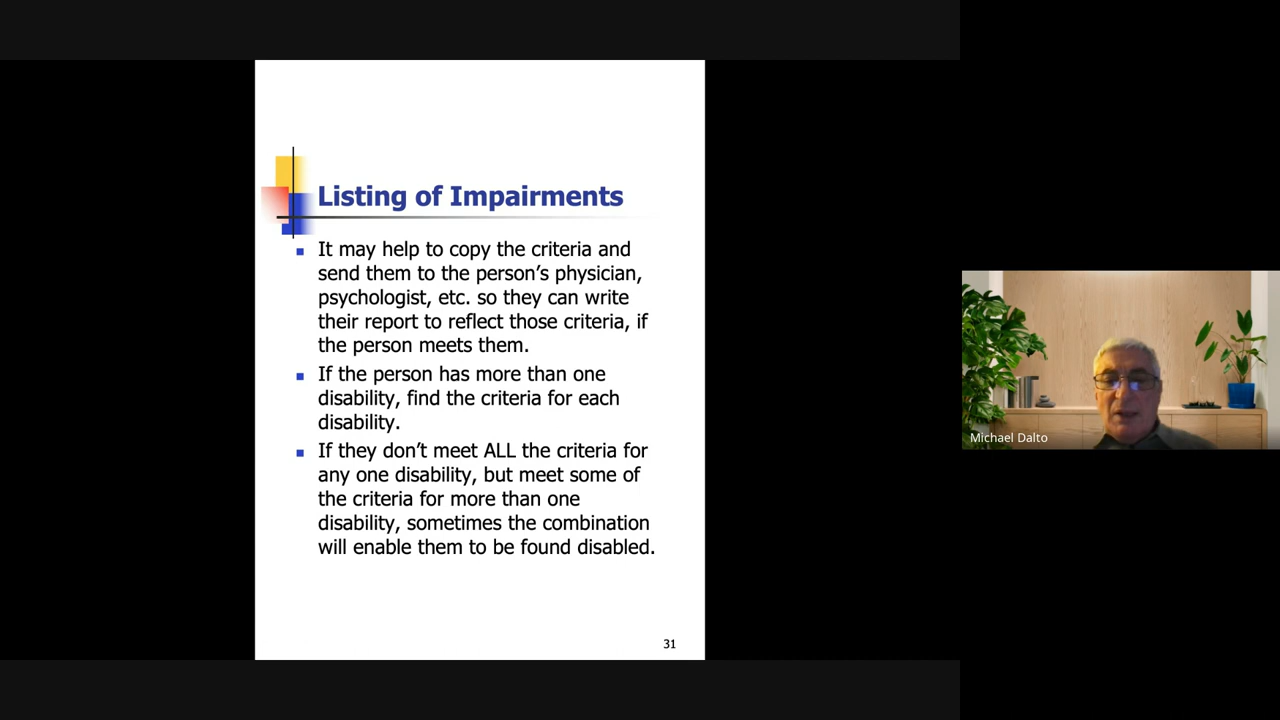 Listing of Impairments
It may help to copy the criteria and
send them to the person’s physician,
psychologist, etc. so they can write
their report to reflect those criteria, if
the person meets them.
If the person has more than one
disability, find the criteria for each
disability.
If they don’t meet ALL the criteria for
any one disability, but meet some of
the criteria for more than one
disability, sometimes the combination
will enable them to be found disabled.
31
Michael Dalto